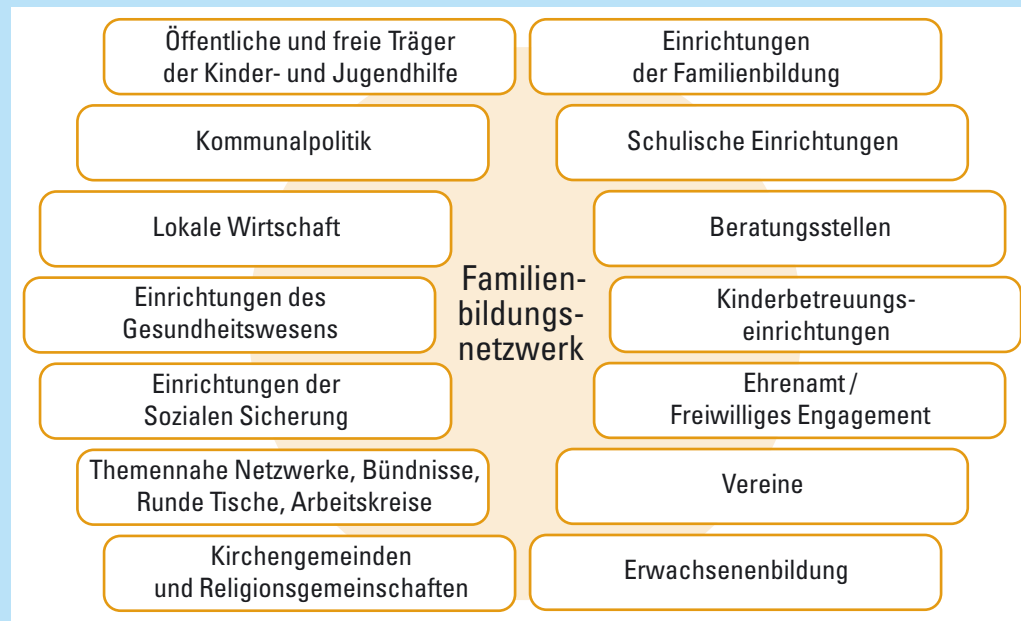 Öffentliche und freie Träger
der Kinder- und Jugendhilfe
Einrichtungen
der Familienbildung
Kommunalpolitik
Schulische Einrichtungen
Lokale Wirtschaft
Beratungsstellen
Familien-
bildungs-
netzwerk
Einrichtungen des
Gesundheitswesens
Kinderbetreuungs-
einrichtungen
Einrichtungen der
Sozialen Sicherung
Ehrenamt /
Freiwilliges Engagement
Themennahe Netzwerke, Bündnisse,
Runde Tische, Arbeitskreise
Vereine
Kirchengemeinden
und Religionsgemeinschaften
Erwachsenenbildung